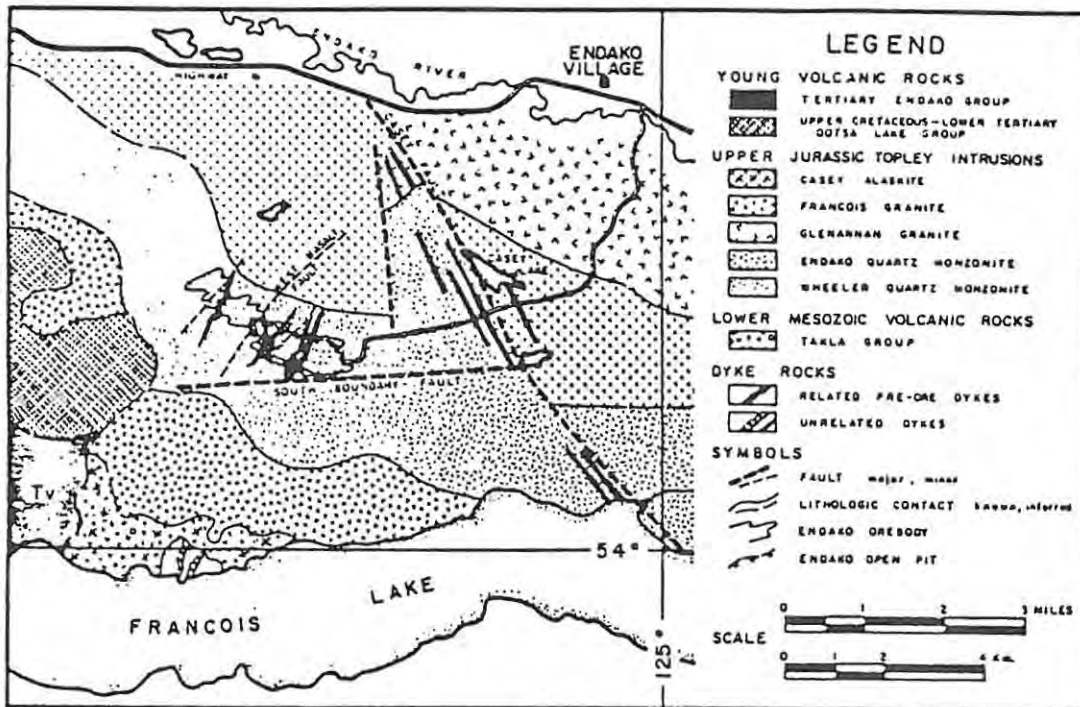 ENDAKO
RIVER
HIGHWAY
ENDAKO
VILLAGE
CASEY
LAKE
FAULT
SOUTH BOUNDARY FAULT
Tv
54°
LAKE
FRANCOIS
125°
LEGEND
YOUNG VOLCANIC ROCKS
TERTIARY ENDAKO GROUP
UPPER CRETACEOUS-LOWER TERTIARY
OOTSA LAKE GROUP
UPPER JURASSIC TOPLEY INTRUSIONS
CASEY ALASKITE
FRANCOIS GRANITE
GLENANNAN GRANITE
ENDAKO QUARTZ MONZONITE
WHEELER QUARTZ MONZONITE
LOWER MESOZOIC VOLCANIC ROCKS
TAKLA GROUP
DYKE ROCKS
RELATED PRE-ORE DYKES
UNRELATED DYKES
SYMBOLS
FAULT major, minor
LITHOLOGIC CONTACT known, inferred
ENDAKO OREBODY
ENDAKO OPEN PIT
0 1 2 3 MILES
SCALE
0 1 2 4 Km